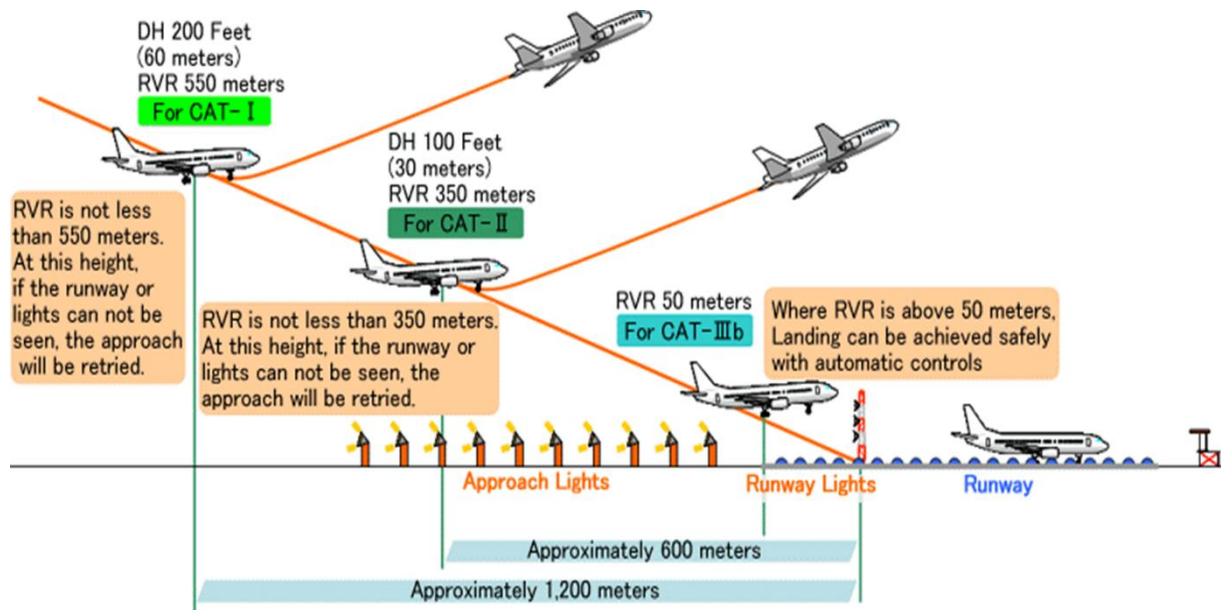 DH 200 Feet
(60 meters)
RVR 550 meters
For CAT-Ⅰ
DH 100 Feet
(30 meters)
RVR 350 meters
For CAT-Ⅱ
RVR is not less
than 550 meters.
At this height,
if the runway or
lights can not be
seen, the approach
will be retried.
RVR is not less than 350 meters.
At this height, if the runway or
lights can not be seen, the
approach will be retried.
RVR 50 meters
For CAT-Ⅲb
Where RVR is above 50 meters,
Landing can be achieved safely
with automatic controls
Approach Lights
Runway Lights
Runway
Approximately 600 meters
Approximately 1,200 meters